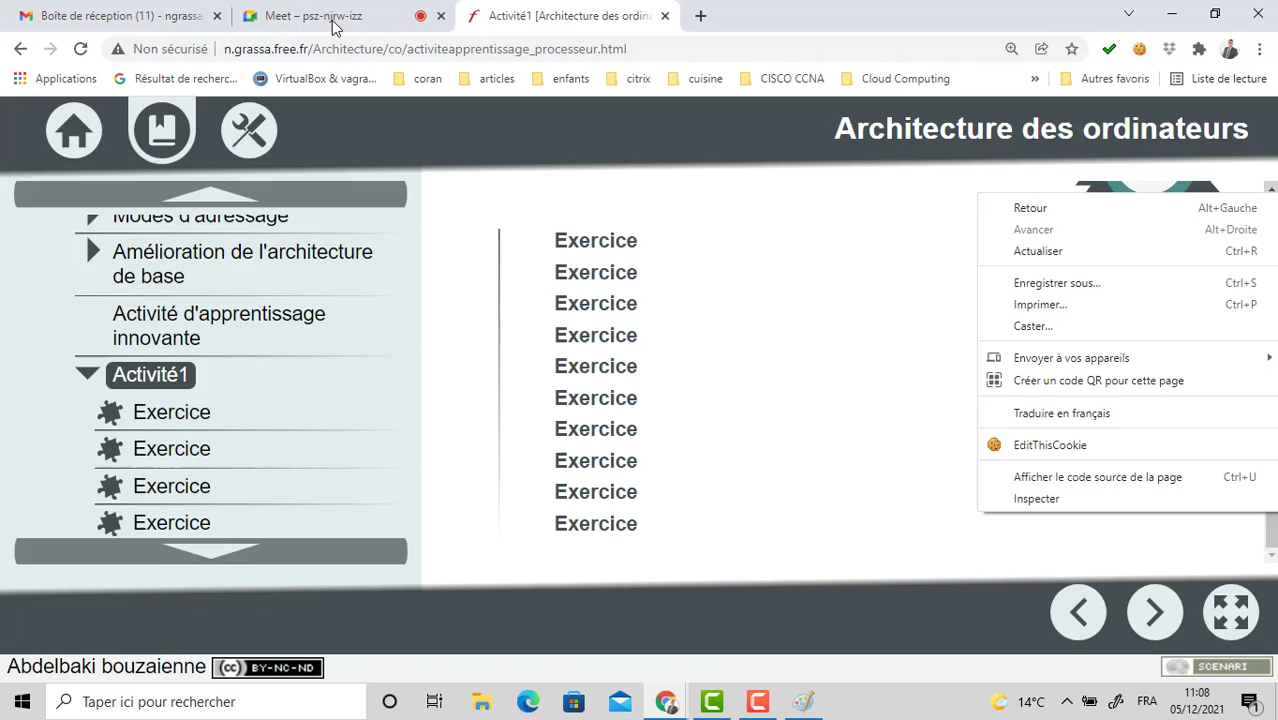 Boîte de réception (11) - ngrassa
Meet – psz-njrw-izz
Activité1 [Architecture des ordina
Non sécurisé
n.grassa.free.fr/Architecture/co/activiteapprentissage_processeur.html
Applications
Résultat de recherc...
VirtualBox & vagra...
coran
articles
enfants
citrix
cuisine
CISCO CCNA
Cloud Computing
»
Autres favoris
Liste de lecture
Architecture des ordinateurs
Modes d'adressage
Amélioration de l'architecture
de base
Activité d'apprentissage
innovante
Activité1
Exercice
Exercice
Exercice
Exercice
Exercice
Exercice
Exercice
Exercice
Exercice
Exercice
Exercice
Exercice
Exercice
Exercice
Retour Alt+Gauche
Avancer Alt+Droite
Actualiser Ctrl+R
Enregistrer sous... Ctrl+S
Imprimer... Ctrl+P
Caster...
Envoyer à vos appareils
Créer un code QR pour cette page
Traduire en français
EditThisCookie
Afficher le code source de la page Ctrl+U
Inspecter
Abdelbaki bouzaienne
cc BY-NC-ND
SCENARI
Taper ici pour rechercher
14°C
FRA
11:08
05/12/2021
1